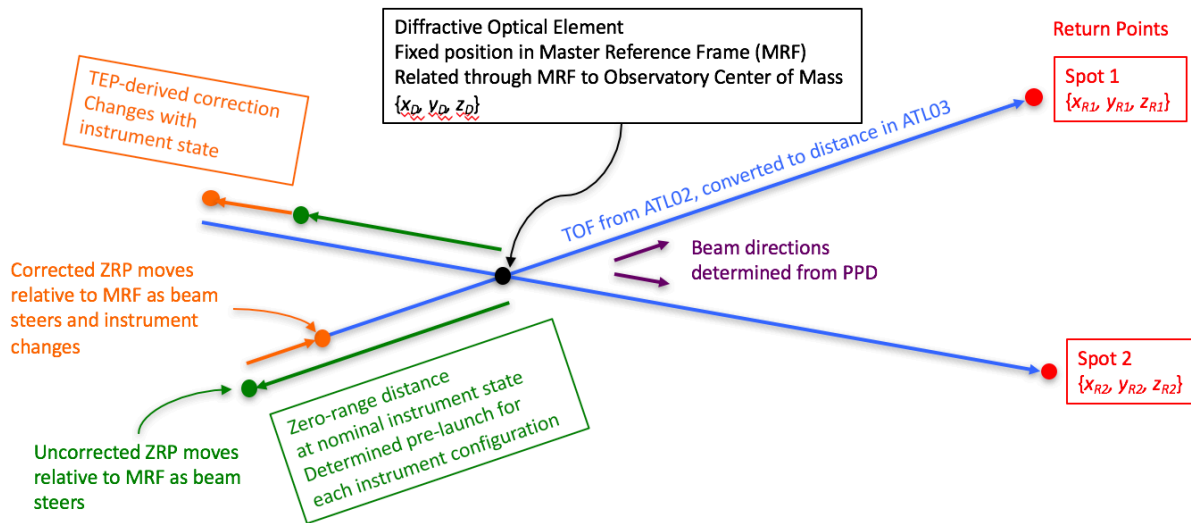 Diffractive Optical Element
Fixed position in Master Reference Frame (MRF)
Related through MRF to Observatory Center of Mass
{xD, yD, zD}
Return Points
Spot 1
{xR1, yR1, zR1}
TEP-derived correction
Changes with
instrument state
TOF from ATL02, converted to distance in ATL03
Beam directions
determined from PPD
Corrected ZRP moves
relative to MRF as beam
steers and instrument
changes
Spot 2
{xR2, yR2, zR2}
Zero-range distance
at nominal instrument state
Determined pre-launch for
each instrument configuration
Uncorrected ZRP moves
relative to MRF as beam
steers